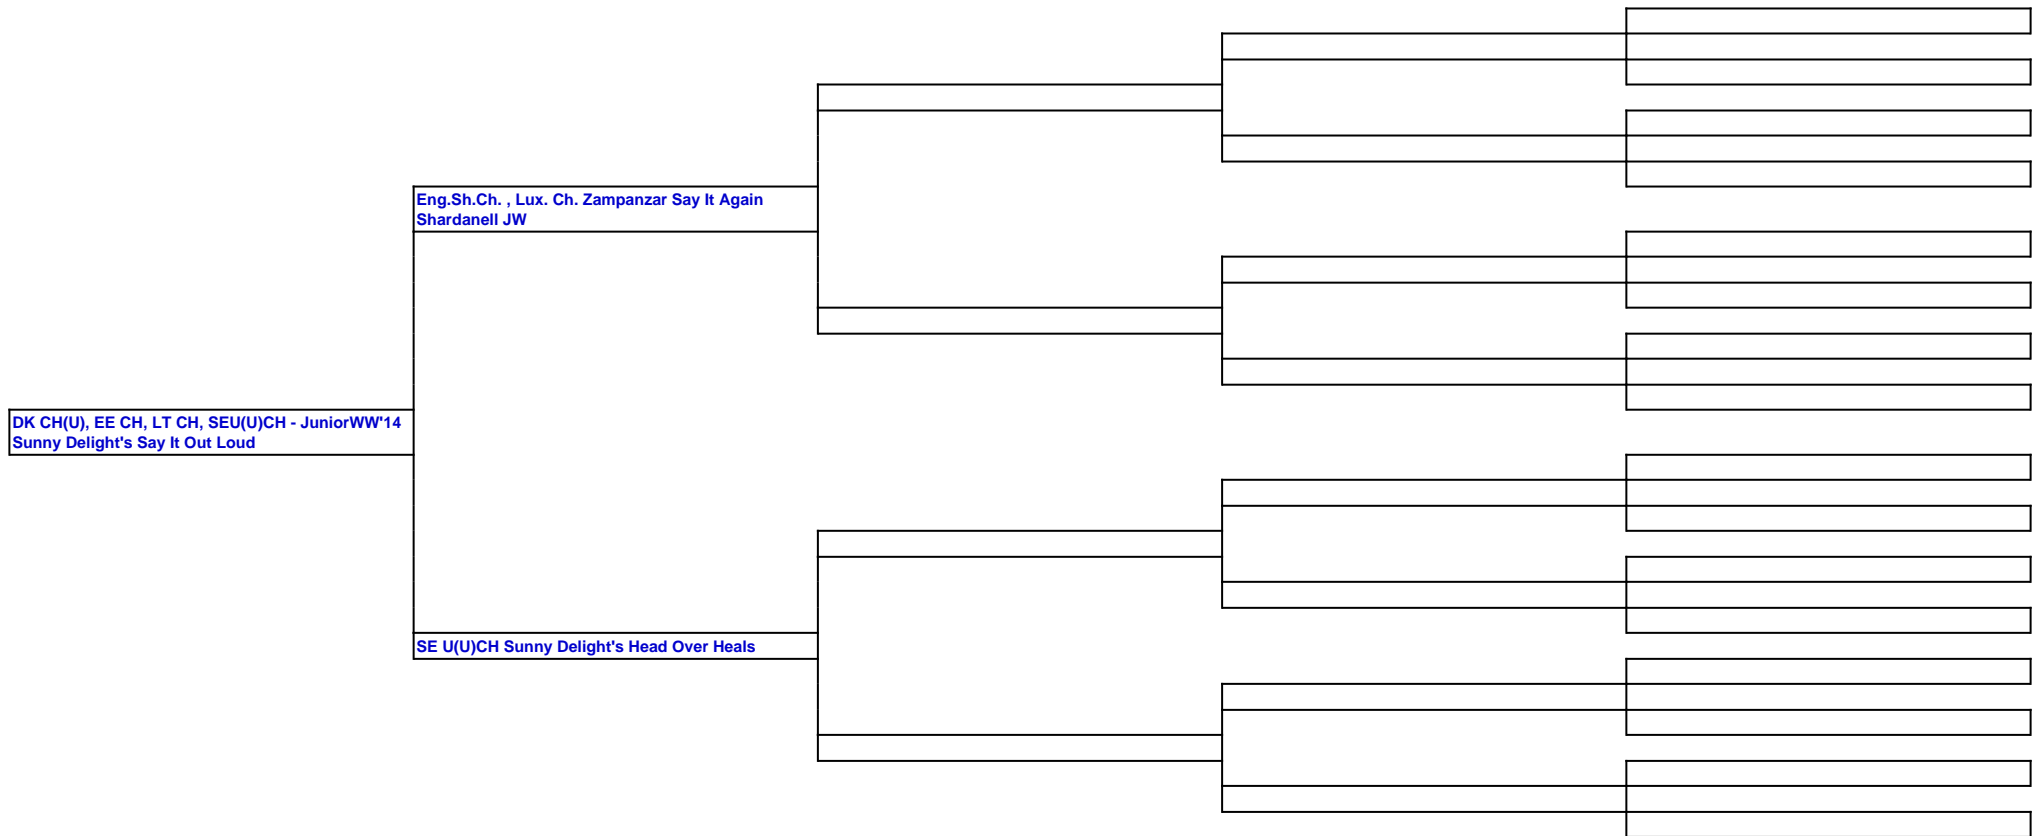 Eng.Sh.Ch. , Lux. Ch. Zampanzar Say It Again
Shardanell JW
DK CH(U), EE CH, LT CH, SEU(U)CH - JuniorWW'14
Sunny Delight's Say It Out Loud
SE U(U)CH Sunny Delight's Head Over Heals